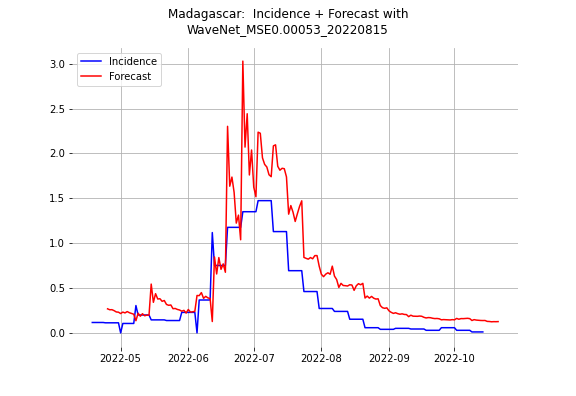 Madagascar:  Incidence + Forecast with
WaveNet_MSE0.00053_20220815
Incidence
Forecast
3.0
2.5
2.0
1.5
1.0
0.5
0.0
2022-05 2022-06 2022-07 2022-08 2022-09 2022-10